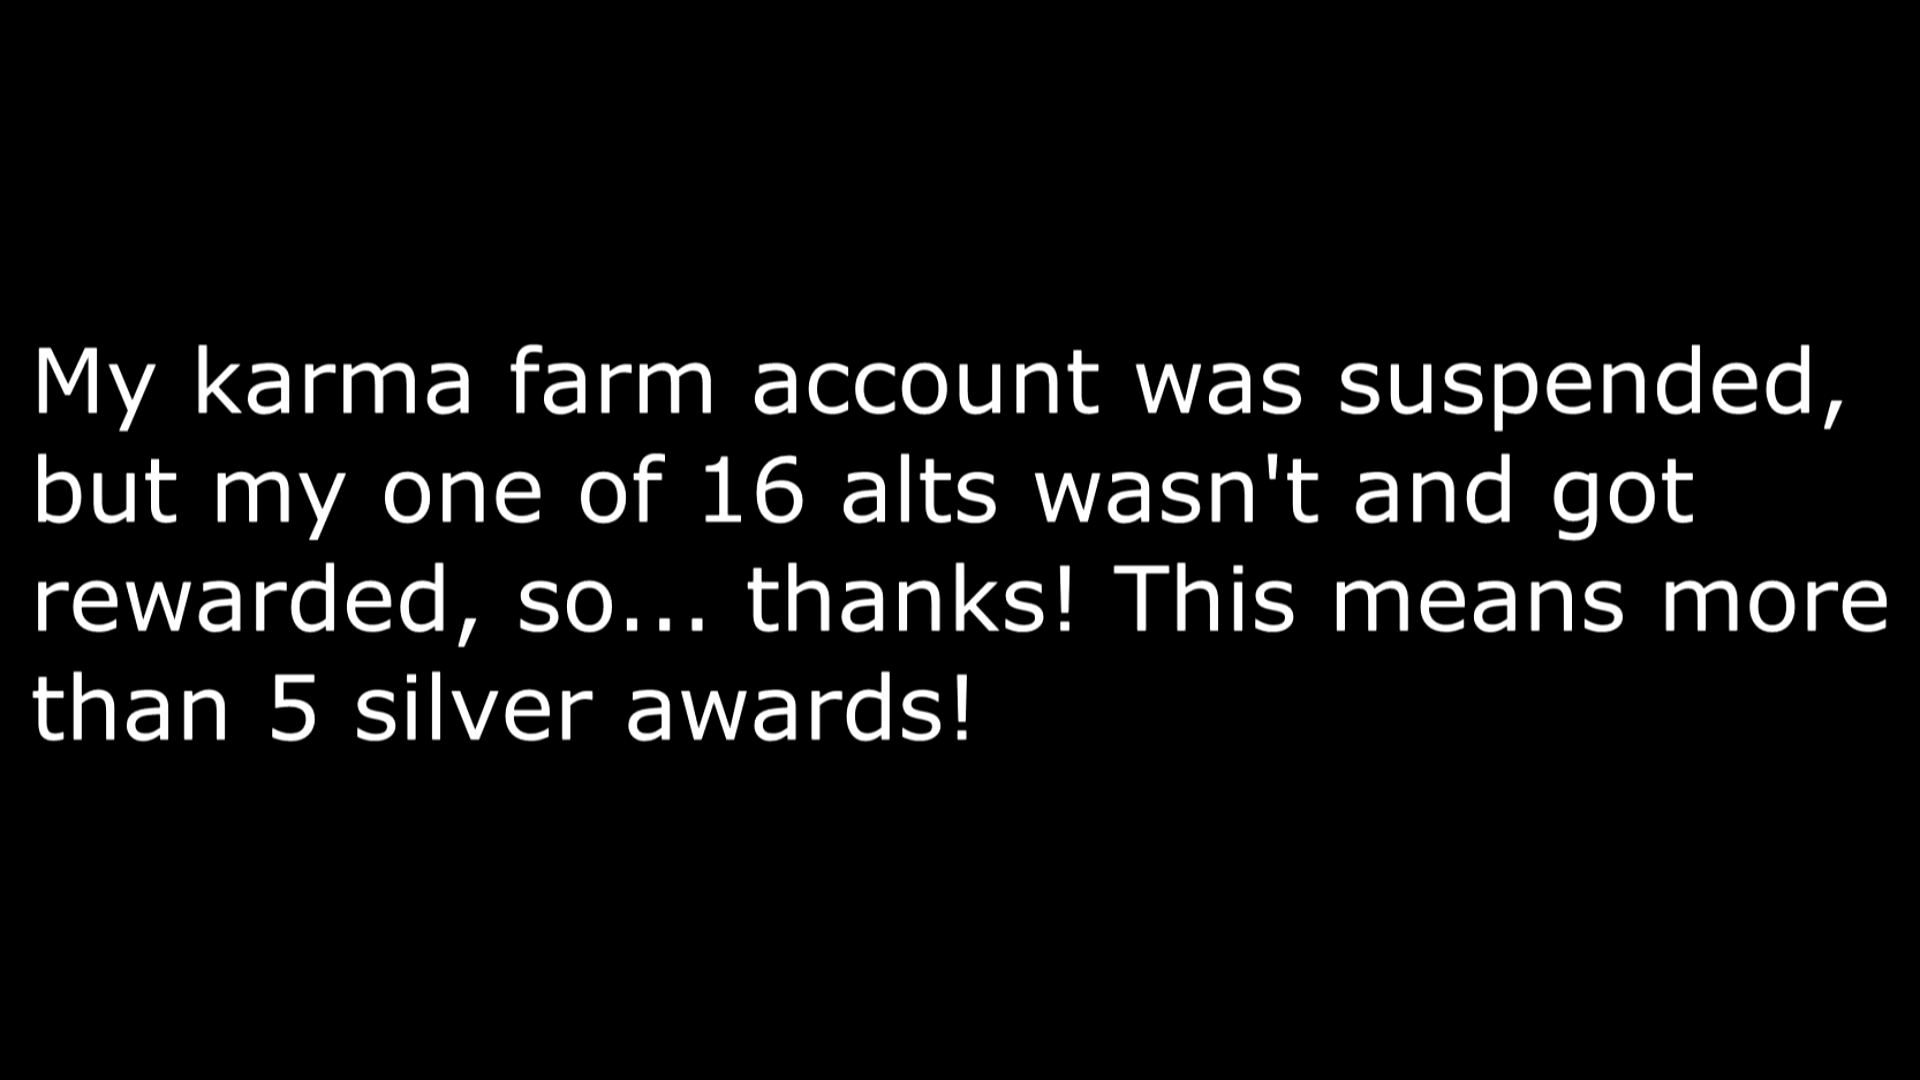 My karma farm account was suspended,
but my one of 16 alts wasn't and got
rewarded, so... thanks! This means more
than 5 silver awards!